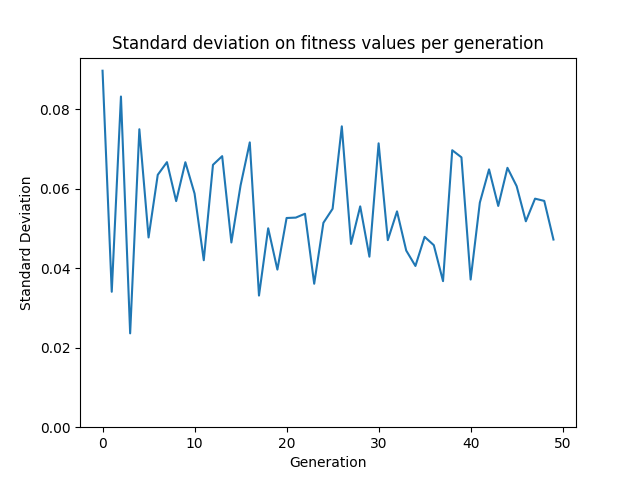 Standard deviation on fitness values per generation
0.08
0.06
0.04
0.02
0.00
Standard Deviation
0 10 20 30 40 50
Generation